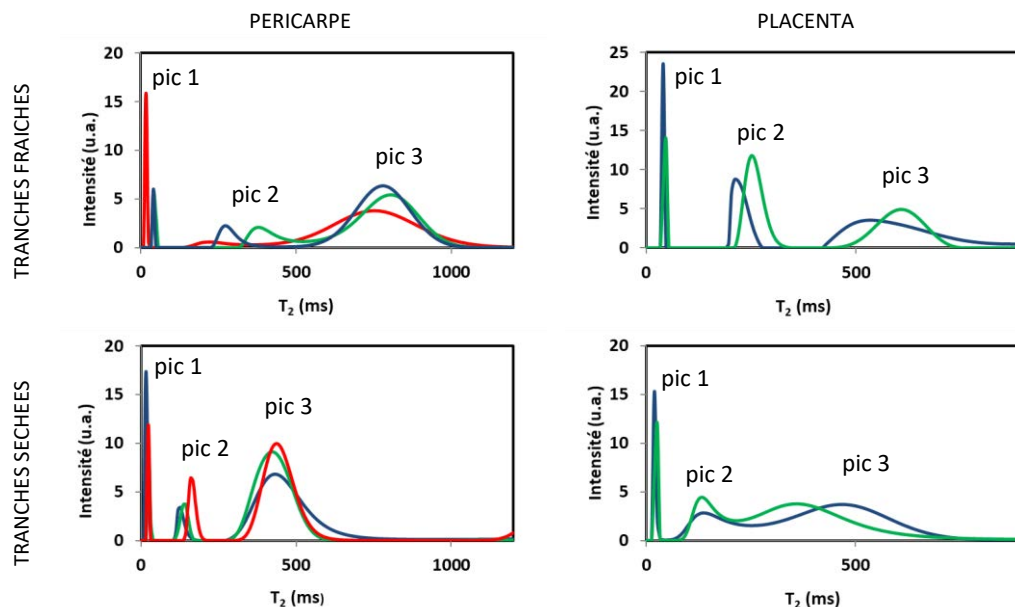 PERICARPE
PLACENTA
TRANCHES FRAICHES
Intensité (u.a.)
20
15
10
5
0
pic 1
pic 2
pic 3
0
500
1000
T2 (ms)
Intensité (u.a.)
25
20
15
10
5
0
pic 1
pic 2
pic 3
0
500
T2 (ms)
TRANCHES SECHEES
Intensité (u.a.)
20
15
10
5
0
pic 1
pic 2
pic 3
0
500
1000
T2 (ms)
Intensité (u.a.)
20
15
10
5
0
pic 1
pic 2
pic 3
0
500
T2 (ms)